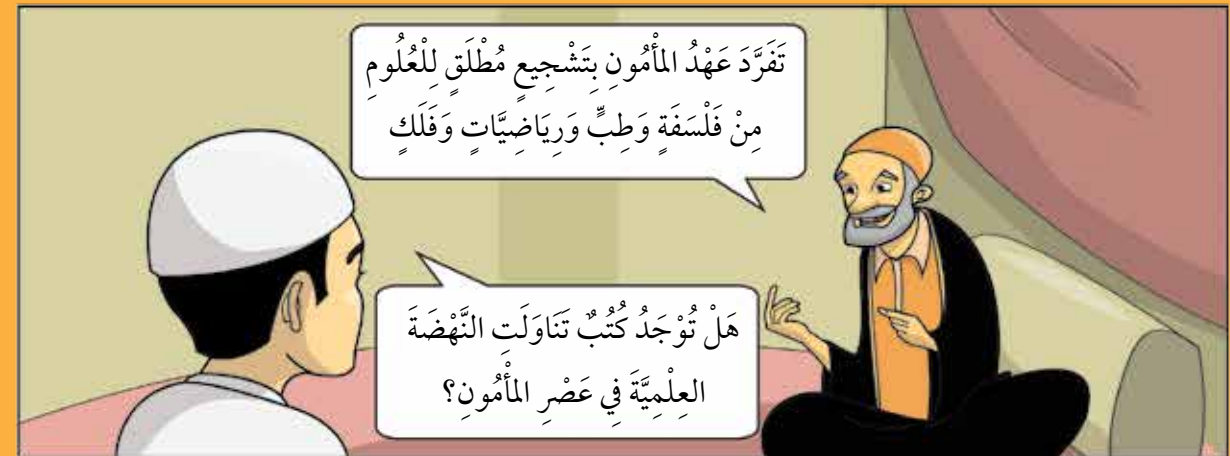 تَفَرَّدَ عَهْدُ المَأْمُونِ بِتَشْجِيعٍ مُطْلَقٍ لِلْعُلُومِ
مِنْ فَلْسَفَةٍ وَطِبٍّ وَرِيَاضِيَّاتٍ وَفَلَكٍ
هَلْ تُوْجَدُ كُتُبٌ تَنَاوَلَتِ النَّهْضَةَ
العِلْمِيَّةَ فِي عَصْرِ المَأْمُونِ؟